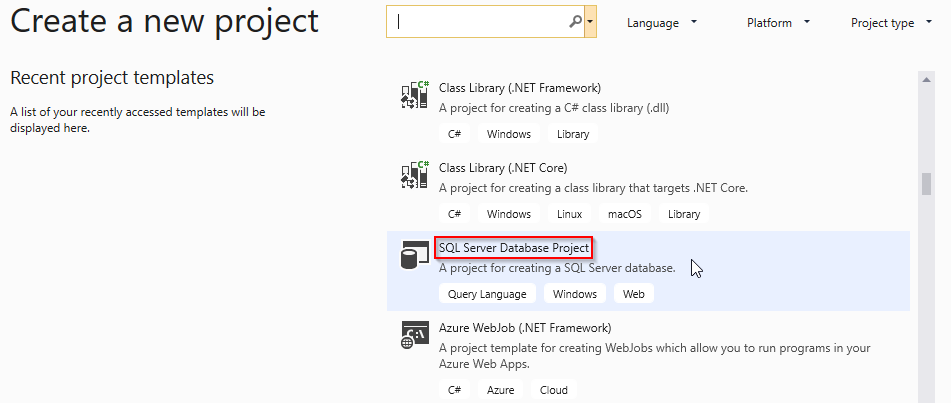 Create a new project
Language
Platform
Project type
Recent project templates
A list of your recently accessed templates will be
displayed here.
C#
Class Library (.NET Framework)
A project for creating a C# class library (.dll)
C# Windows Library
C#
Class Library (.NET Core)
A project for creating a class library that targets .NET Core.
C# Windows Linux macOS Library
SQL Server Database Project
A project for creating a SQL Server database.
Query Language Windows Web
C:\
Azure WebJob (.NET Framework)
A project template for creating WebJobs which allow you to run programs in your
Azure Web Apps.
C# Azure Cloud